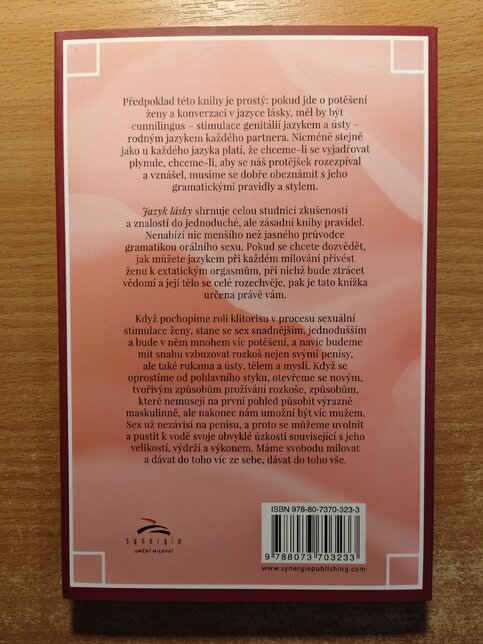 Předpoklad této knihy je prostý: pokud jde o potěšení
ženy a konverzaci v jazyce lásky, měl by být
cunnilingus – stimulace genitálií jazykem a ústy –
rodným jazykem každého partnera. Nicméně stejně
jako u každého jazyka platí, že chceme-li se vyjadřovat
plynule, chceme-li, aby se náš protějšek rozezpíval
a vznášel, musíme se dobře obeznámit s jeho
gramatickými pravidly a stylem.
Jazyk lásky shrnuje celou studnici zkušeností
a znalostí do jednoduché, ale zásadní knihy pravidel.
Nenabízí nic menšího než jasného průvodce
gramatikou orálního sexu. Pokud se chcete dozvědět,
jak můžete jazykem při každém milování přivést
ženu k extatickým orgasmům, při nichž bude ztrácet
vědomí a její tělo se celé rozechvěje, pak je tato knížka
určena právě vám.
Když pochopíme roli klitorisu v procesu sexuální
stimulace ženy, stane se sex snadnějším, jednodušším
a bude v něm mnohem víc potěšení, a navíc budeme
mít snahu vzbuzovat rozkoš nejen svými penisy,
ale také rukama a ústy, tělem a myslí. Když se
oprostíme od pohlavního styku, otevřeme se novým,
tvořivým způsobům prožívání rozkoše, způsobům,
které nemusejí na první pohled působit výrazně
maskulinně, ale nakonec nám umožní být víc mužem.
Sex už nezávisí na penisu, a proto se můžeme uvolnit
a pustit k vodě svoje obvyklé úzkosti související s jeho
velikostí, výdrží a výkonem. Máme svobodu milovat
a dávat do toho víc ze sebe, dávat do toho vše.
ISBN 978-80-7370-323-3
9 788073 703233
www.synergiepublishing.com
synergie
UMĚNÍ MILOVAT